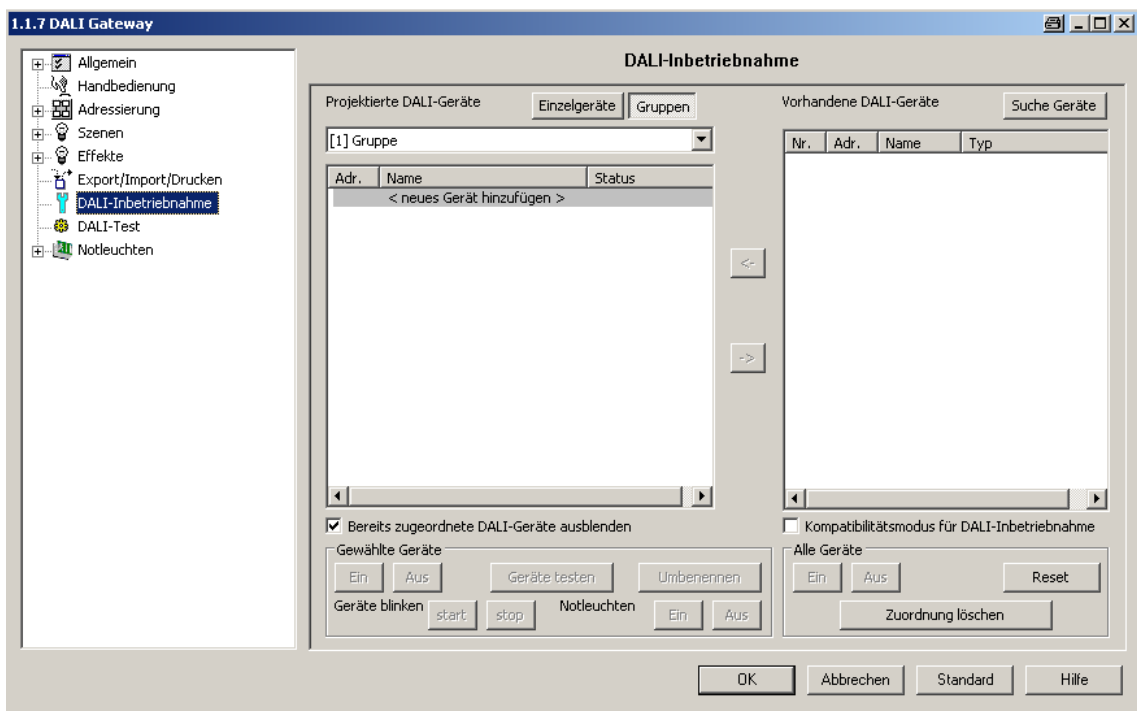 1.1.7 DALI Gateway
Allgemein
Handbedienung
Adressierung
Szenen
Effekte
Export/Import/Drucken
DALI-Inbetriebnahme
DALI-Test
Notleuchten
DALI-Inbetriebnahme
Projektierte DALI-Geräte
Einzelgeräte
Gruppen
[1] Gruppe
Adr. Name Status
< neues Gerät hinzufügen >
<-
->
Vorhandene DALI-Geräte
Suche Geräte
Nr. Adr. Name Typ
Bereits zugeordnete DALI-Geräte ausblenden
Kompatibilitätsmodus für DALI-Inbetriebnahme
Gewählte Geräte
Ein Aus Geräte testen Umbenennen
Geräte blinken start stop Notleuchten Ein Aus
Alle Geräte
Ein Aus Reset
Zuordnung löschen
OK Abbrechen Standard Hilfe